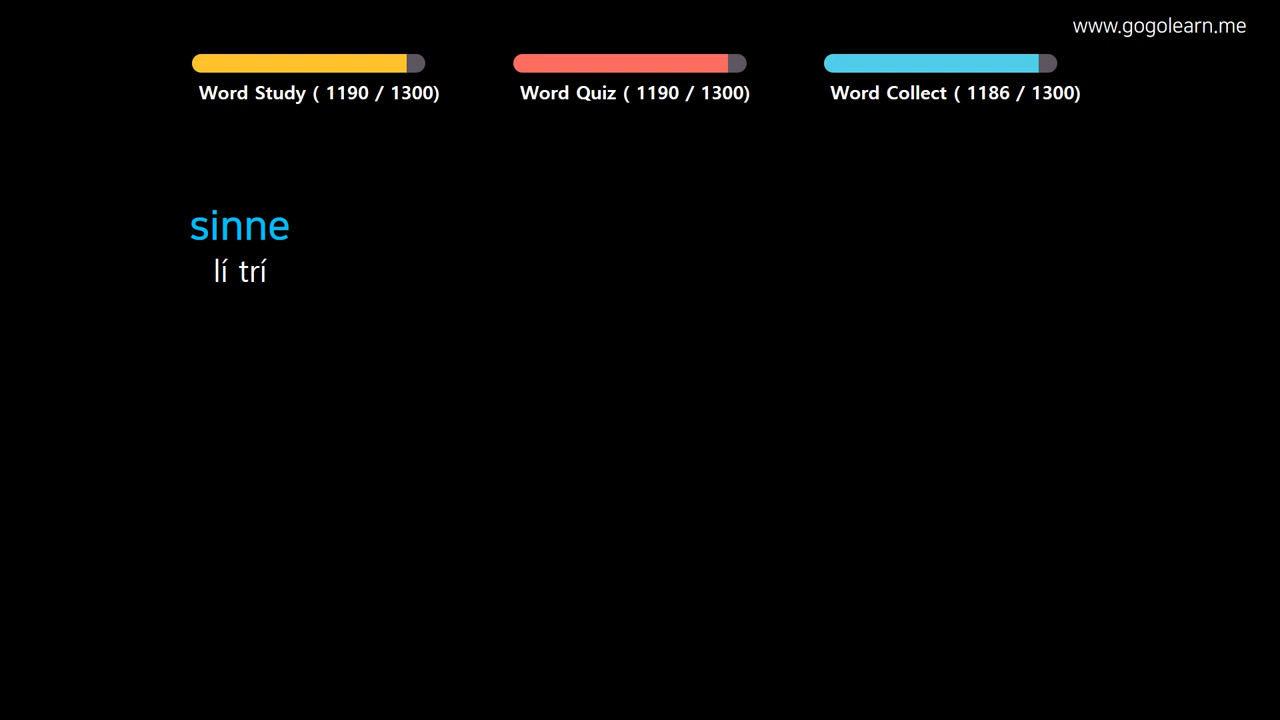 www.gogolearn.me
Word Study ( 1190 / 1300)
Word Quiz ( 1190 / 1300)
Word Collect ( 1186 / 1300)
sinne
lí trí